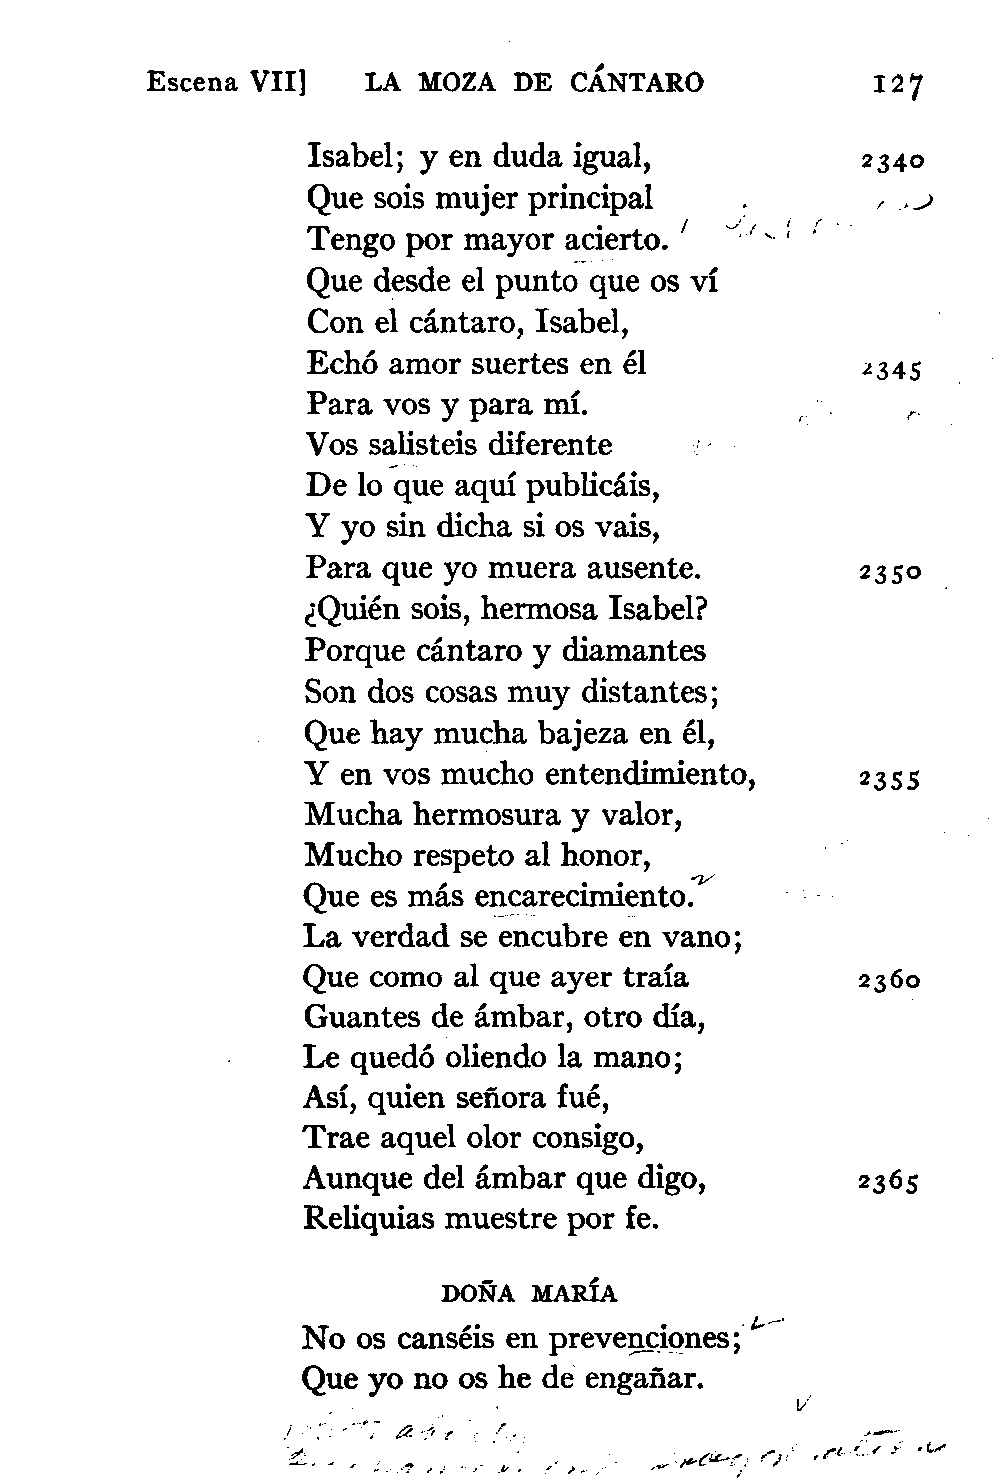 Escena VII] LA MOZA DE CÁNTARO 127
Isabel; y en duda igual, 2340
Que sois mujer principal
Tengo por mayor acierto.
Que desde el punto que os ví
Con el cántaro, Isabel,
Echó amor suertes en él 2345
Para vos y para mí.
Vos salisteis diferente
De lo que aquí publicáis,
Y yo sin dicha si os vais,
Para que yo muera ausente. 2350
¿Quién sois, hermosa Isabel?
Porque cántaro y diamantes
Son dos cosas muy distantes;
Que hay mucha bajeza en él,
Y en vos mucho entendimiento, 2355
Mucha hermosura y valor,
Mucho respeto al honor,
Que es más encarecimiento.
La verdad se encubre en vano;
Que como al que ayer traía 2360
Guantes de ámbar, otro día,
Le quedó oliendo la mano;
Así, quien señora fué,
Trae aquel olor consigo,
Aunque del ámbar que digo, 2365
Reliquias muestre por fe.
DOÑA MARÍA
No os canséis en prevenciones;
Que yo no os he de engañar.